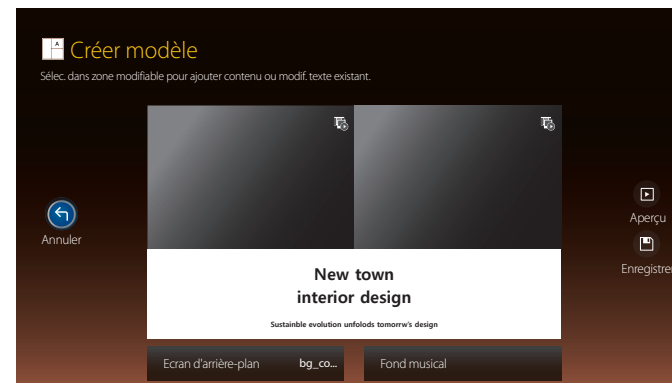 A
Créer modèle
Sélec. dans zone modifiable pour ajouter contenu ou modif. texte existant.
Annuler
New town
interior design
Sustainble evolution unfolods tomorrw's design
Aperçu
Enregistrer
Ecran d'arrière-plan bg_co... Fond musical